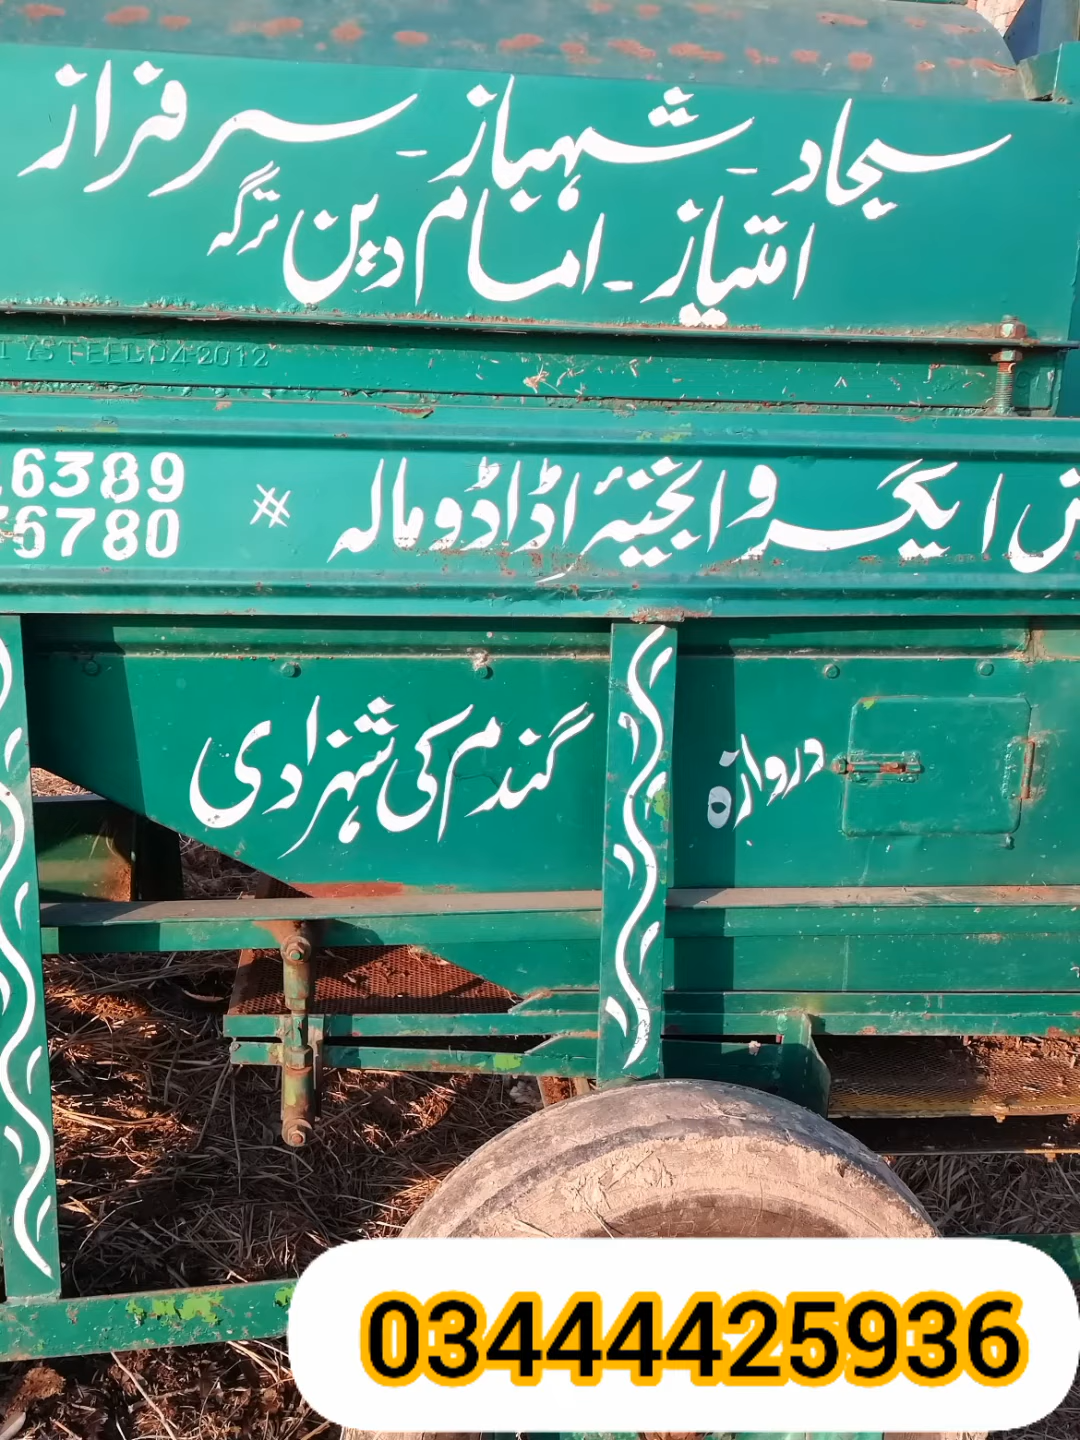 سجاد - شہباز - سرفراز
امتیاز - امام دین ترگہ
STEEL 04 2012
ایگرو انجینئر اڈا ڈومالہ #
6389
6780
گندم کی شہزادی
دروازہ
03444425936